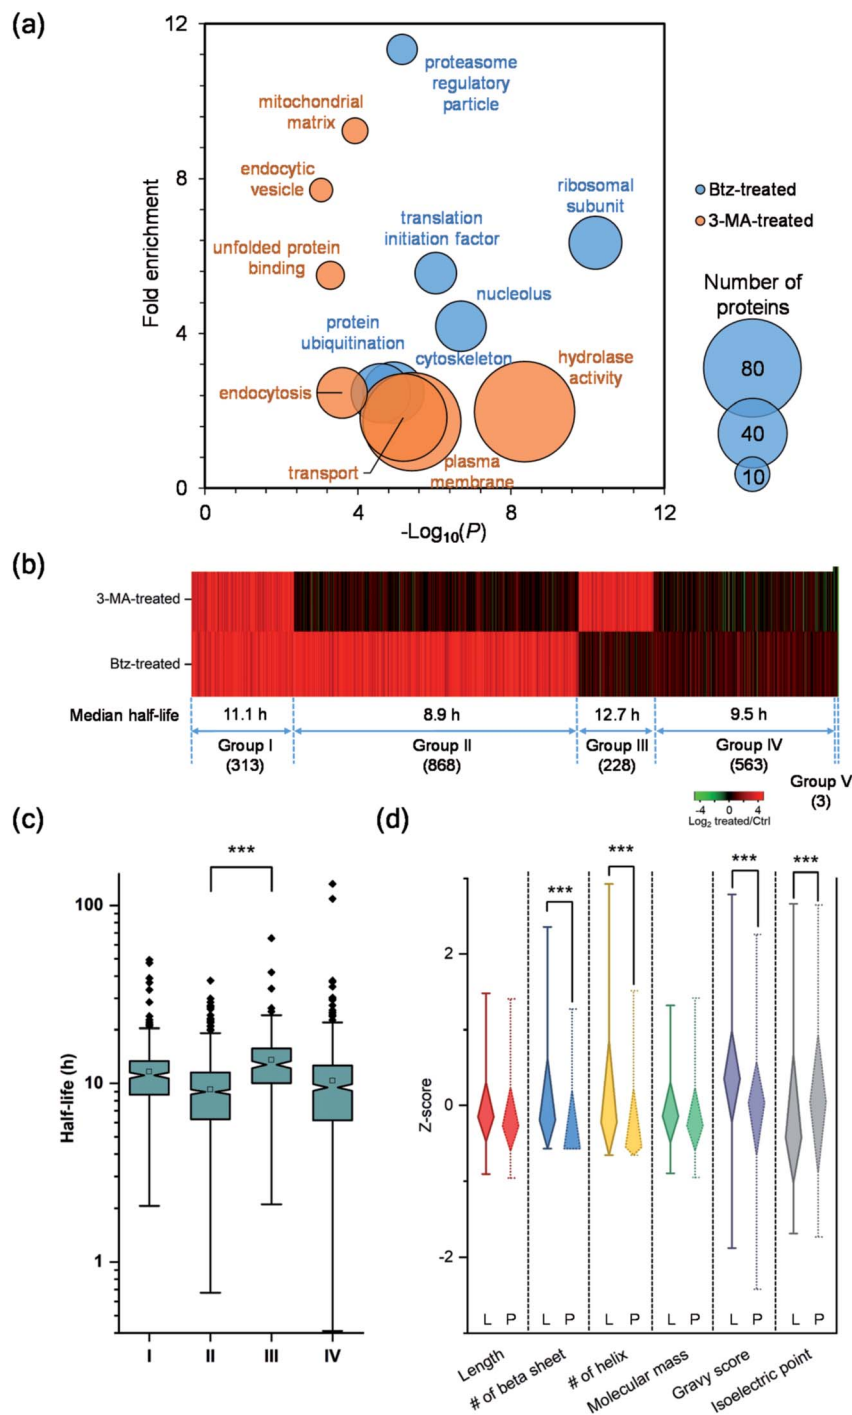 (a)
12
8
4
0
Fold enrichment
proteasome
regulatory
particle
mitochondrial
matrix
endocytic
vesicle
ribosomal
subunit
translation
initiation factor
unfolded protein
binding
nucleolus
protein
ubiquitination
cytoskeleton
hydrolase
activity
endocytosis
transport
plasma
membrane
0
4
8
12
-Log10(P)
Btz-treated
3-MA-treated
Number of
proteins
80
40
10
(b)
3-MA-treated
Btz-treated
Median half-life
11.1 h
8.9 h
12.7 h
9.5 h
Group I
(313)
Group II
(868)
Group III
(228)
Group IV
(563)
Group V
(3)
-4 0 4
Log2 treated/Ctrl
(c)
***
100
10
1
Half-life (h)
I II III IV
(d)
*** *** *** ***
2
0
-2
Z-score
L P L P L P L P L P L P
Length
# of beta sheet
# of helix
Molecular mass
Gravy score
Isoelectric point